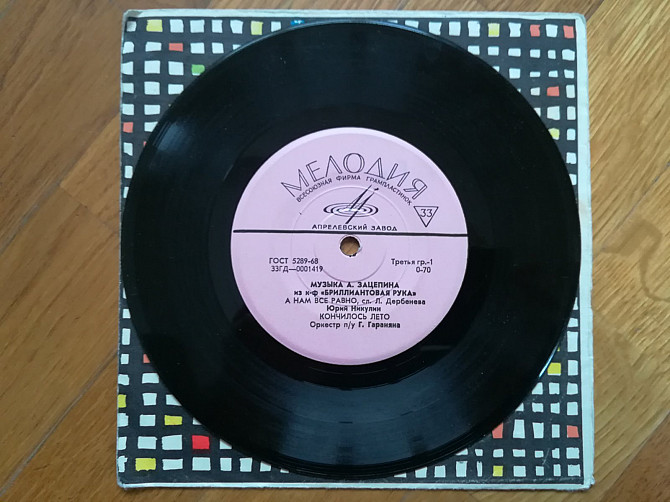 МЕЛОДИЯ
ВСЕСОЮЗНАЯ ФИРМА ГРАМПЛАСТИНОК
33
АПРЕЛЕВСКИЙ ЗАВОД
ГОСТ 5289-68
Третья гр.-1
33ГД—0001419
0-70
МУЗЫКА А. ЗАЦЕПИНА
из к-ф «БРИЛЛИАНТОВАЯ РУКА»
А НАМ ВСЕ РАВНО, сл. Л. Дербенева
Юрий Никулин
КОНЧИЛОСЬ ЛЕТО
Оркестр п/у Г. Гараняна